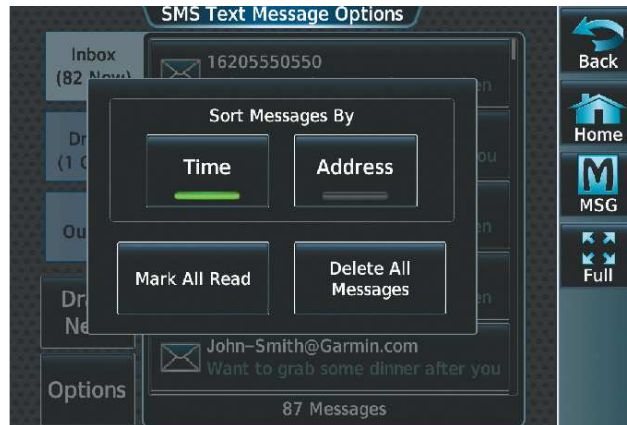 SMS Text Message Options
Inbox
(82 New)
16205550550
Back
Sort Messages By
Time
Address
Home
MSG
Mark All Read
Delete All
Messages
Full
John-Smith@Garmin.com
Want to grab some dinner after you
Options
87 Messages